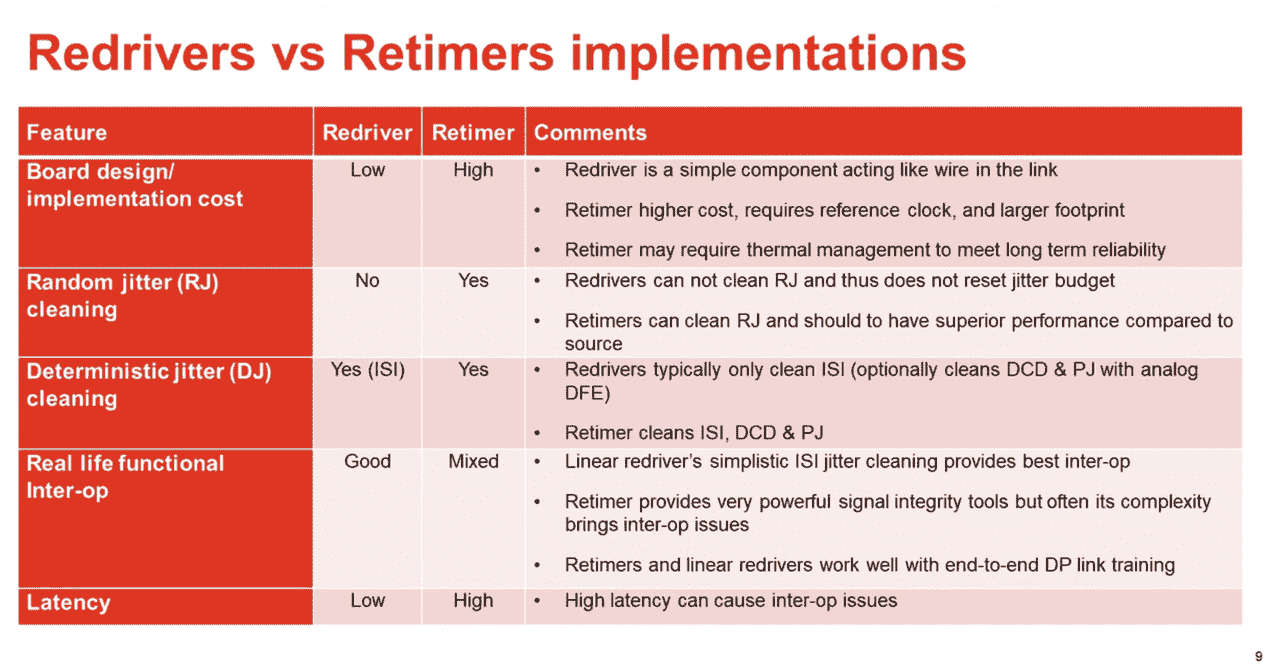 Redrivers vs Retimers implementations
Feature Redriver Retimer Comments
Board design/
implementation cost
Low High
• Redriver is a simple component acting like wire in the link
• Retimer higher cost, requires reference clock, and larger footprint
• Retimer may require thermal management to meet long term reliability
Random jitter (RJ)
cleaning
No Yes
• Redrivers can not clean RJ and thus does not reset jitter budget
• Retimers can clean RJ and should to have superior performance compared to
source
Deterministic jitter (DJ)
cleaning
Yes (ISI) Yes
• Redrivers typically only clean ISI (optionally cleans DCD & PJ with analog
DFE)
• Retimer cleans ISI, DCD & PJ
Real life functional
Inter-op
Good Mixed
• Linear redriver’s simplistic ISI jitter cleaning provides best inter-op
• Retimer provides very powerful signal integrity tools but often its complexity
brings inter-op issues
• Retimers and linear redrivers work well with end-to-end DP link training
Latency
Low High
• High latency can cause inter-op issues
9